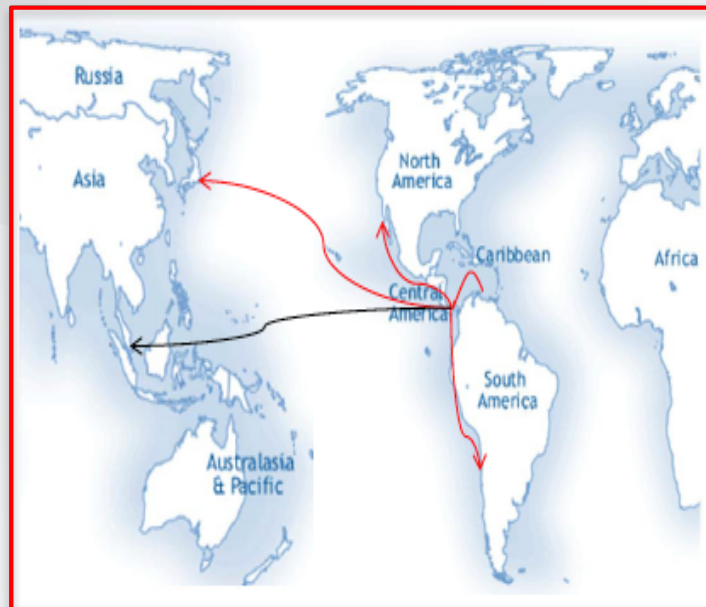 Russia
Asia
North
America
Caribbean
Africa
Central
America
South
America
Australasia
& Pacific